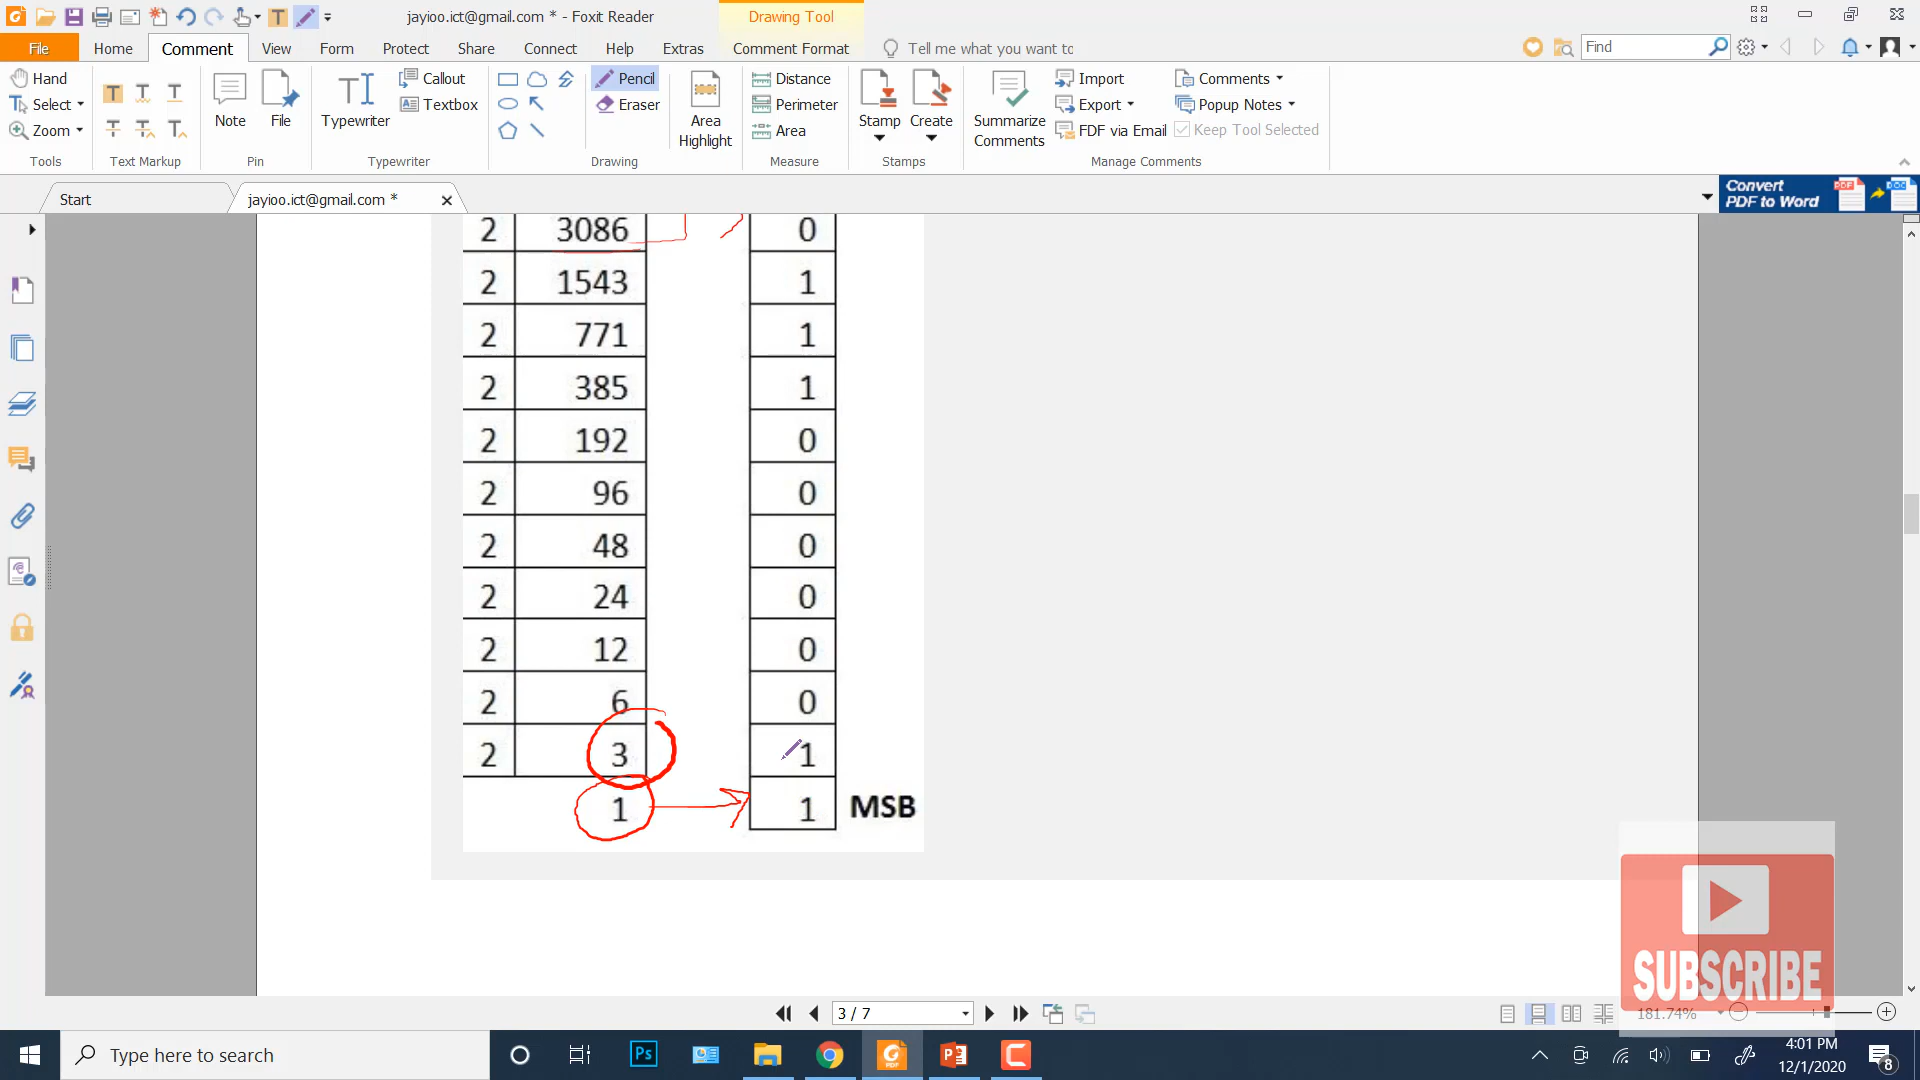 jayioo.ict@gmail.com * - Foxit Reader
Drawing Tool
File Home Comment View Form Protect Share Connect Help Extras Comment Format Tell me what you want to Find
Hand
Select
Zoom
Tools
Text Markup
Note
File
Pin
Typewriter
Typewriter
Callout
Textbox
Pencil
Eraser
Drawing
Area
Highlight
Distance
Perimeter
Area
Measure
Stamp
Create
Stamps
Summarize
Comments
Import
Export
FDF via Email
Comments
Popup Notes
Keep Tool Selected
Manage Comments
Start
jayioo.ict@gmail.com *
Convert
PDF to Word
PDF
DOC
2 3086 0
2 1543 1
2 771 1
2 385 1
2 192 0
2 96 0
2 48 0
2 24 0
2 12 0
2 6 0
2 3 1
1 1 MSB
SUBSCRIBE
3 / 7
181.74%
Type here to search
Ps
4:01 PM
12/1/2020
8